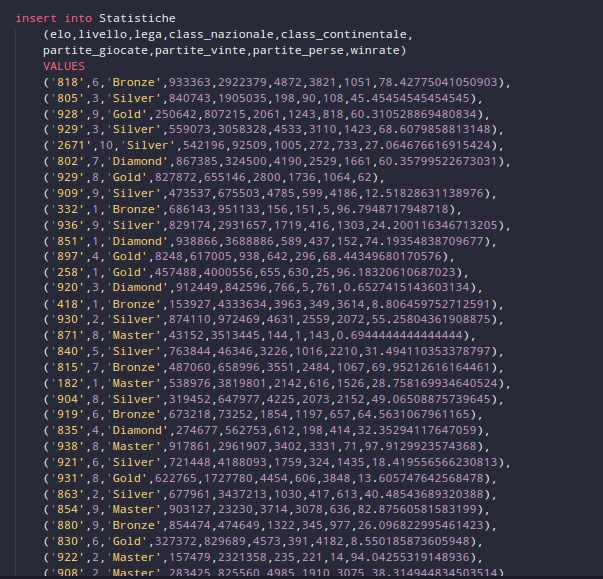 insert into Statistiche
(elo,livello,lega,class_nazionale,class_continentale,
partite_giocate,partite_vinte,partite_perse,winrate)
VALUES
('818',6,'Bronze',933363,2922379,4872,3821,1051,78.42775041050903),
('805',3,'Silver',840743,1905035,198,90,108,45.45454545454545),
('928',9,'Gold',250642,807215,2061,1243,818,60.310528869480834),
('929',3,'Silver',559073,3058328,4533,3110,1423,68.6079858813148),
('2671',10,'Silver',542196,92509,1005,272,733,27.064676616915424),
('802',7,'Diamond',867385,324500,4190,2529,1661,60.35799522673031),
('929',8,'Gold',827872,655146,2800,1736,1064,62),
('909',9,'Silver',473537,675503,4785,599,4186,12.51828631138976),
('332',1,'Bronze',686143,951133,156,151,5,96.7948717948718),
('936',9,'Silver',829174,2931657,1719,416,1303,24.200116346713205),
('851',1,'Diamond',938866,3688886,589,437,152,74.19354838709677),
('897',4,'Gold',8248,617005,938,642,296,68.44349680170576),
('258',1,'Gold',457488,4000556,655,630,25,96.18320610687023),
('920',3,'Diamond',912449,842596,766,5,761,0.6527415143603134),
('418',1,'Bronze',153927,4333634,3963,349,3614,8.806459752712591),
('930',2,'Silver',874110,972469,4631,2559,2072,55.25804361908875),
('871',8,'Master',43152,3513445,144,1,143,0.6944444444444444),
('840',5,'Silver',763844,46346,3226,1016,2210,31.494110353378797),
('815',7,'Bronze',487060,658996,3551,2484,1067,69.95212616164461),
('182',1,'Master',538976,3819801,2142,616,1526,28.758169934640524),
('904',8,'Silver',319452,647977,4225,2073,2152,49.06508875739645),
('919',6,'Bronze',673218,73252,1854,1197,657,64.5631067961165),
('835',4,'Diamond',274677,562753,612,198,414,32.35294117647059),
('938',8,'Master',917861,2961907,3402,3331,71,97.9129923574368),
('921',6,'Silver',721448,4188093,1759,324,1435,18.419556566230813),
('931',8,'Gold',622765,1727780,4454,606,3848,13.605747642568478),
('863',2,'Silver',677961,3437213,1030,417,613,40.48543689320388),
('854',9,'Master',903127,23230,3714,3078,636,82.87560581583199),
('880',9,'Bronze',854474,474649,1322,345,977,26.0968229954614­23),
('830',6,'Gold',327372,829689,4573,391,4182,8.550185873605948),
('922',2,'Master',157479,2321358,235,221,14,94.04255319148936),
('908',2,'Master',283425,825560,4985,1910,3075,38.314944834503514)